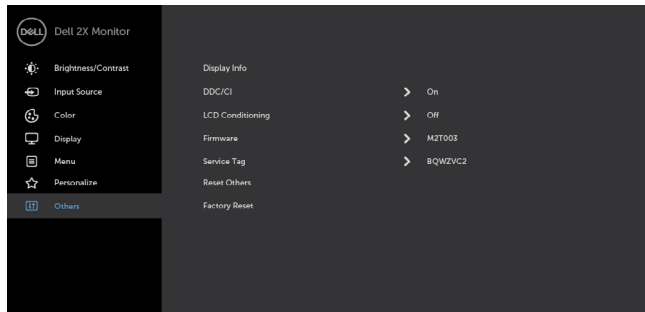 DELL Dell 2X Monitor
Brightness/Contrast Display Info
Input Source DDC/CI On
Color LCD Conditioning Off
Display Firmware M2T003
Menu Service Tag BQWZVC2
Personalize Reset Others
Others Factory Reset